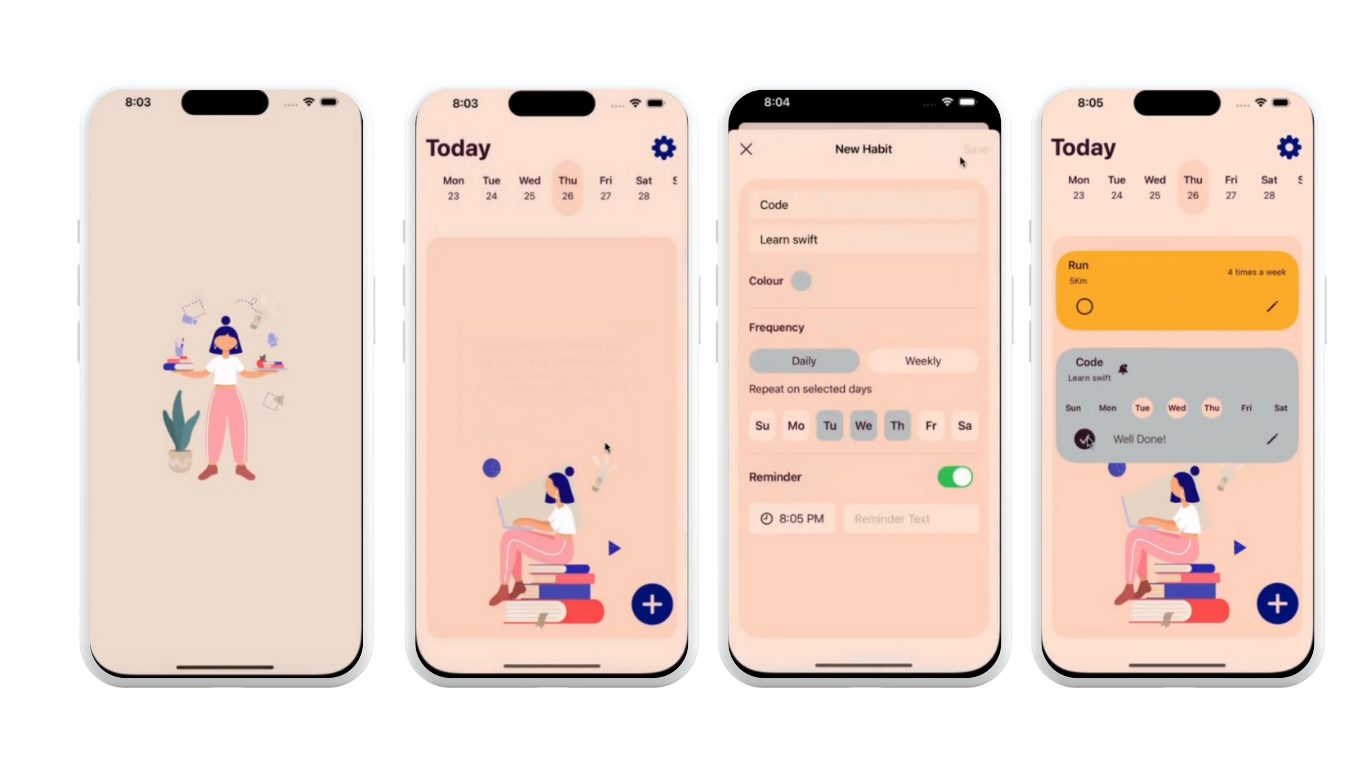 8:03
8:03
Today
Mon Tue Wed Thu Fri Sat S
23 24 25 26 27 28
8:04
New Habit Save
Code
Learn swift
Colour
Frequency
Daily Weekly
Repeat on selected days
Su Mo Tu We Th Fr Sa
Reminder
8:05 PM Reminder Text
8:05
Today
Mon Tue Wed Thu Fri Sat S
23 24 25 26 27 28
Run
4 times a week
5Km
Code
Learn swift
Sun Mon Tue Wed Thu Fri Sat
Well Done!